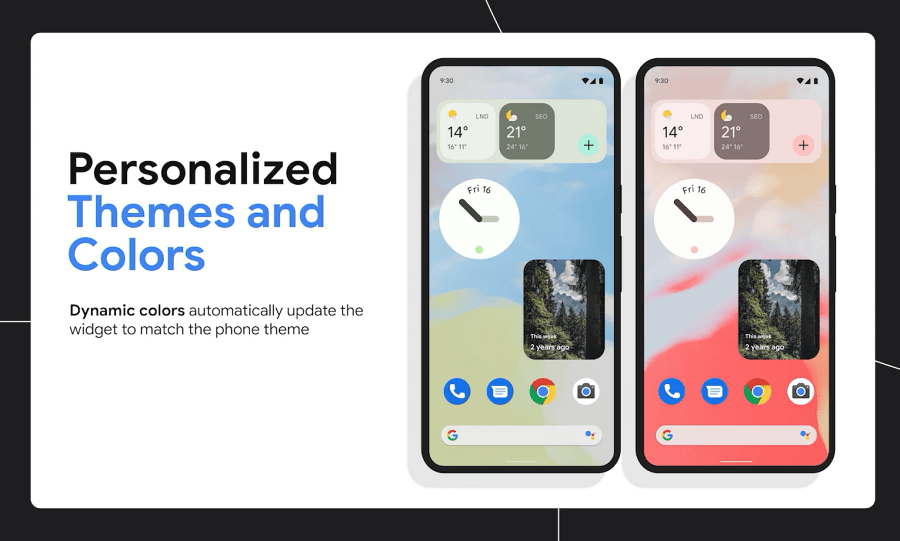 Personalized
Themes and
Colors
Dynamic colors automatically update the
widget to match the phone theme
9:30
LND
14°
16° 11°
SEO
21°
24° 16°
+
Fri 16
This week
2 years ago
G
9:30
LND
14°
16° 11°
SEO
21°
24° 16°
+
Fri 16
This week
2 years ago
G